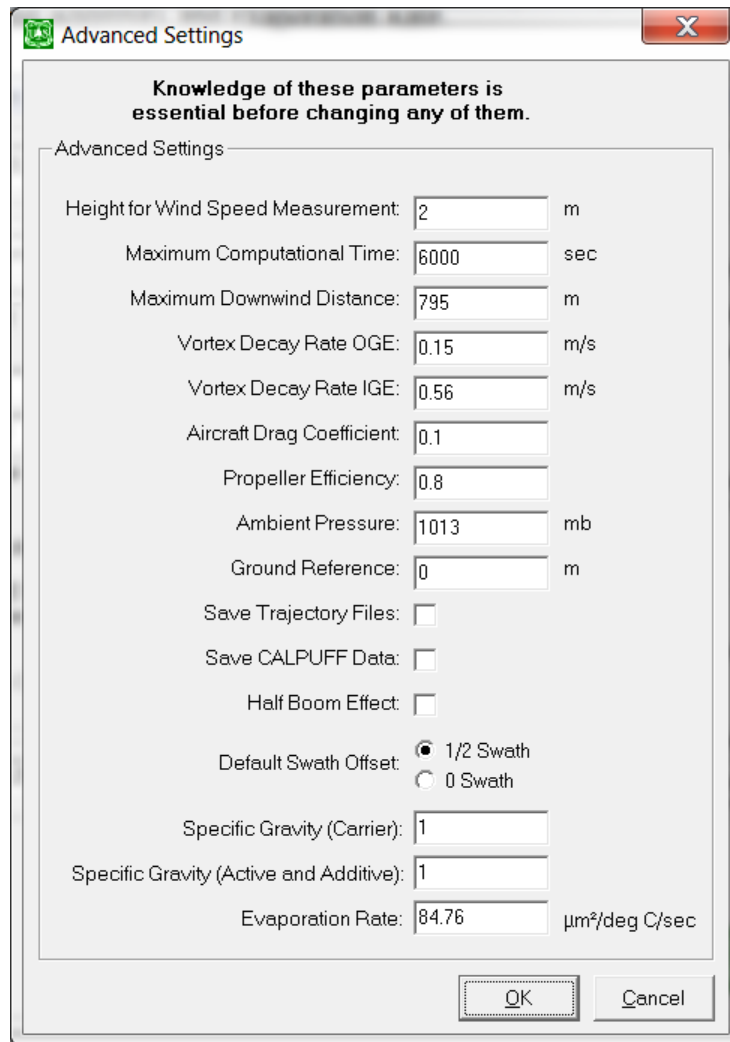 Advanced Settings
X
Knowledge of these parameters is
essential before changing any of them.
Advanced Settings
Height for Wind Speed Measurement: 2 m
Maximum Computational Time: 6000 sec
Maximum Downwind Distance: 795 m
Vortex Decay Rate OGE: 0.15 m/s
Vortex Decay Rate IGE: 0.56 m/s
Aircraft Drag Coefficient: 0.1
Propeller Efficiency: 0.8
Ambient Pressure: 1013 mb
Ground Reference: 0 m
Save Trajectory Files:
Save CALPUFF Data:
Half Boom Effect:
Default Swath Offset: 1/2 Swath
0 Swath
Specific Gravity (Carrier): 1
Specific Gravity (Active and Additive): 1
Evaporation Rate: 84.76 µm²/deg C/sec
OK Cancel